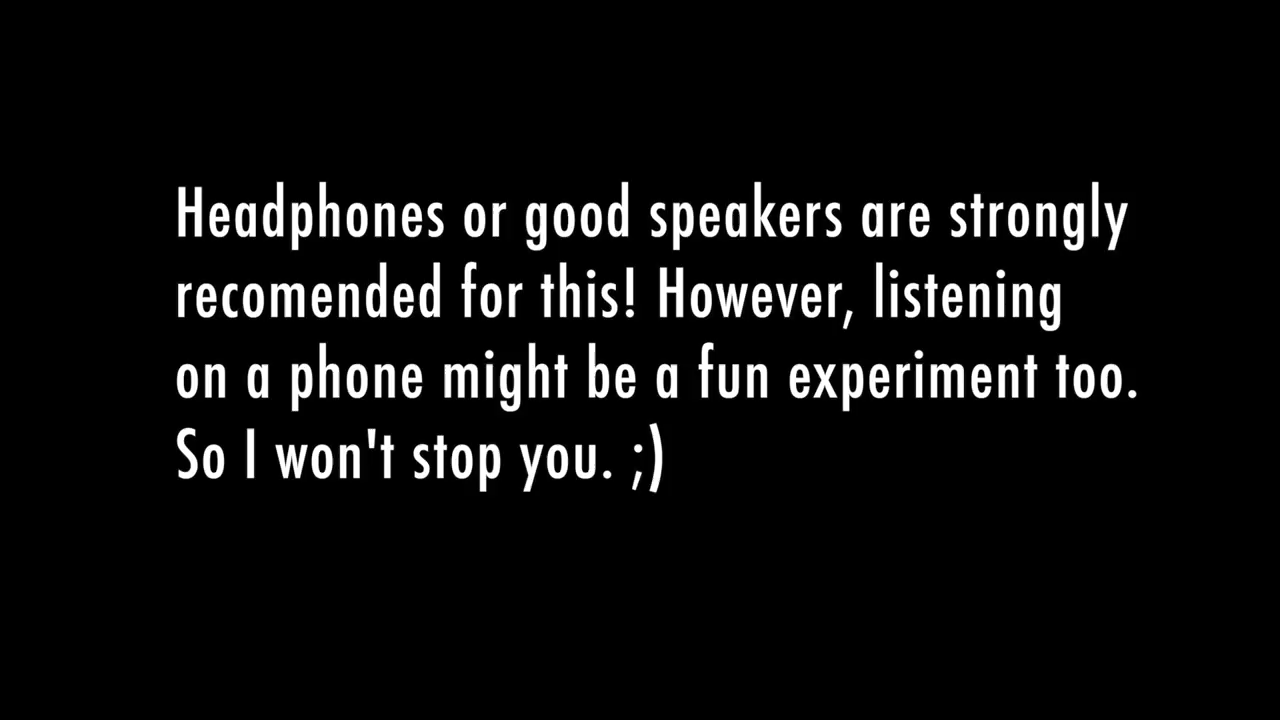 Headphones or good speakers are strongly
recomended for this! However, listening
on a phone might be a fun experiment too.
So I won't stop you. ;)